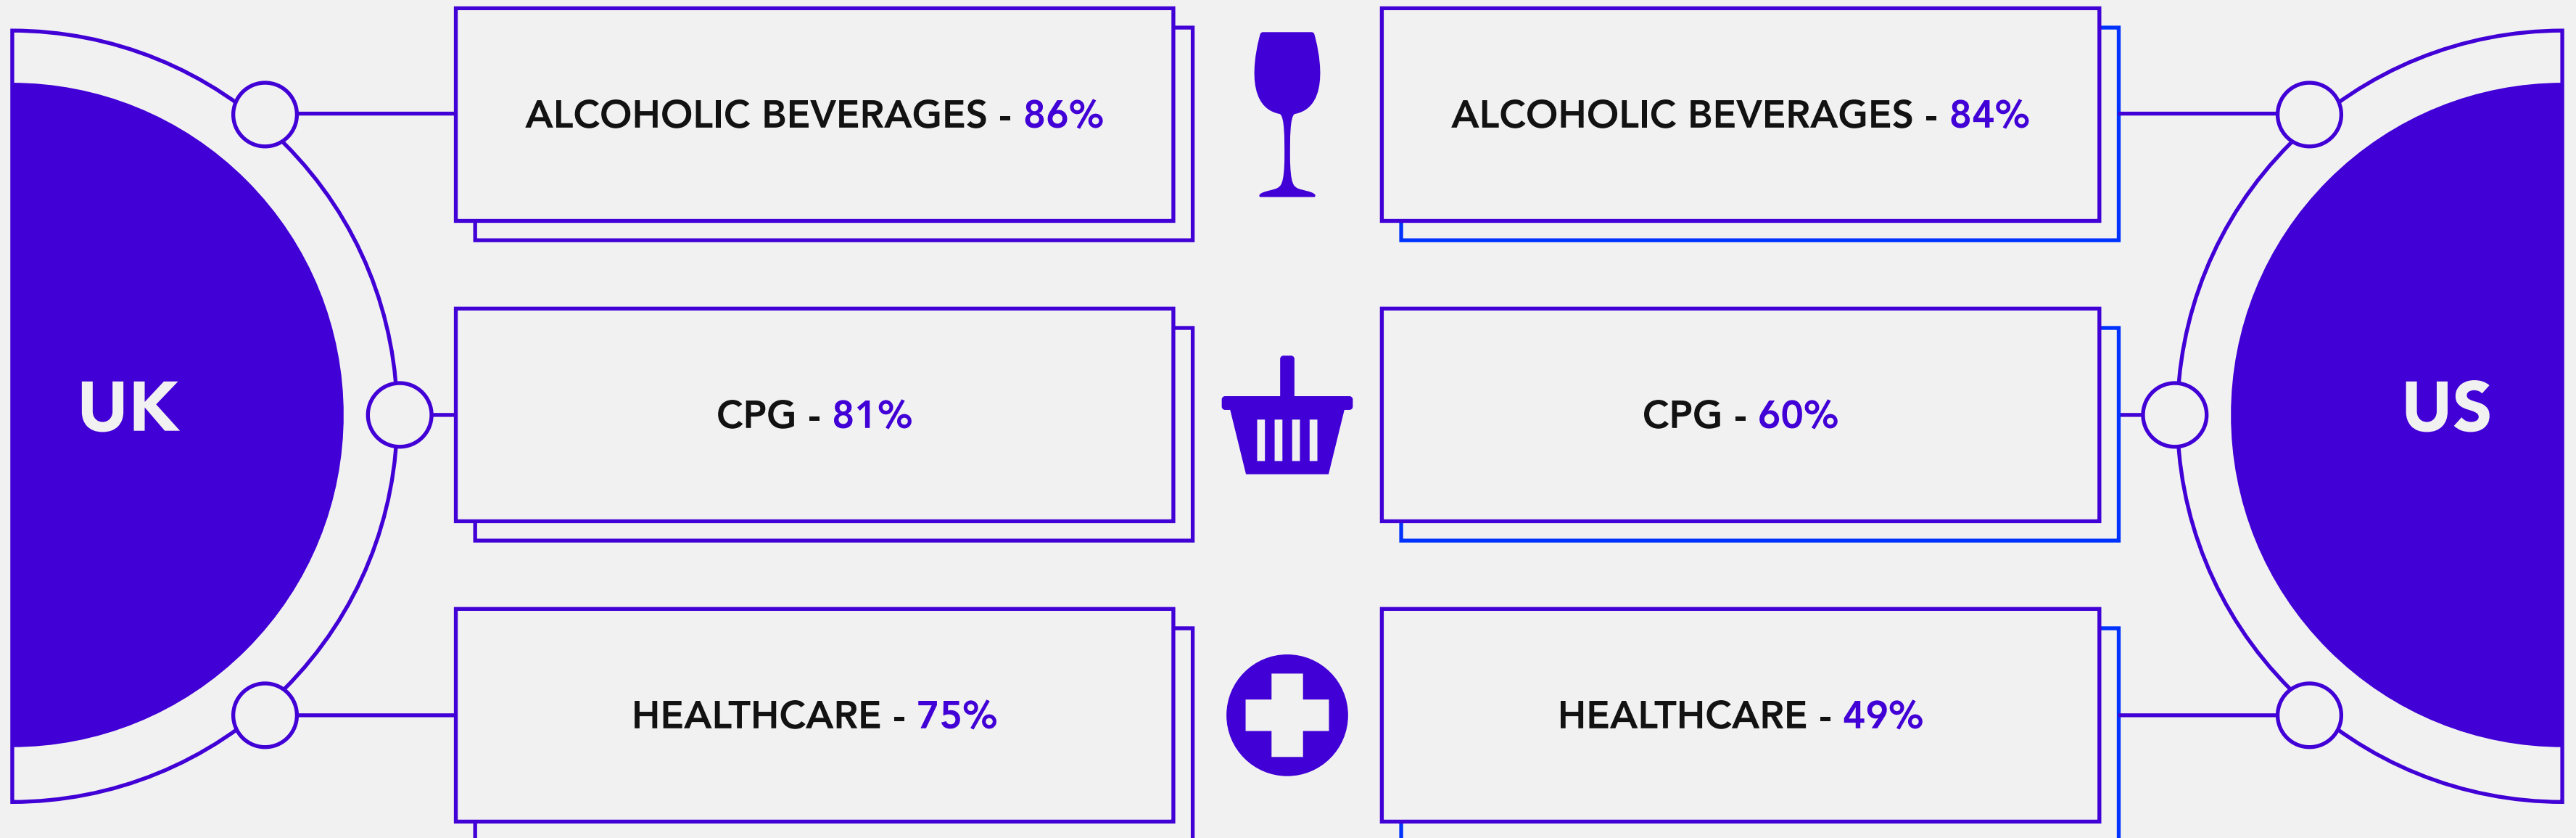 UK
ALCOHOLIC BEVERAGES - 86%
CPG - 81%
HEALTHCARE - 75%
ALCOHOLIC BEVERAGES - 84%
CPG - 60%
HEALTHCARE - 49%
US